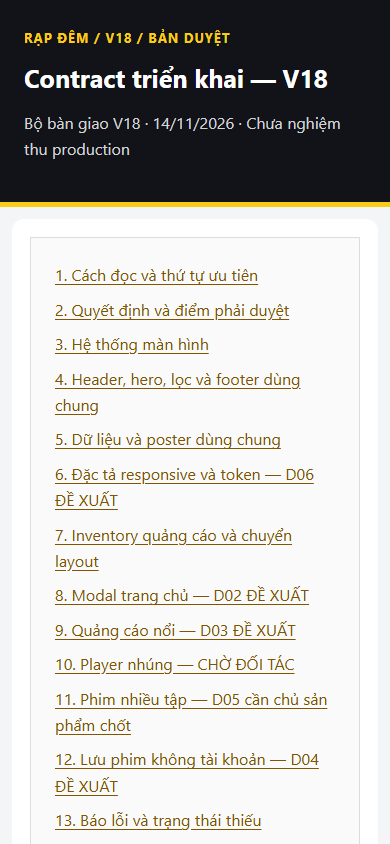 RẠP ĐÊM / V18 / BẢN DUYỆT
Contract triển khai — V18
Bộ bàn giao V18 · 14/11/2026 · Chưa nghiệm
thu production
1. Cách đọc và thứ tự ưu tiên
2. Quyết định và điểm phải duyệt
3. Hệ thống màn hình
4. Header, hero, lọc và footer dùng
chung
5. Dữ liệu và poster dùng chung
6. Đặc tả responsive và token — D06
ĐỀ XUẤT
7. Inventory quảng cáo và chuyển
layout
8. Modal trang chủ — D02 ĐỀ XUẤT
9. Quảng cáo nổi — D03 ĐỀ XUẤT
10. Player nhúng — CHỜ ĐỐI TÁC
11. Phim nhiều tập — D05 cần chủ sản
phẩm chốt
12. Lưu phim không tài khoản — D04
ĐỀ XUẤT
13. Báo lỗi và trạng thái thiếu